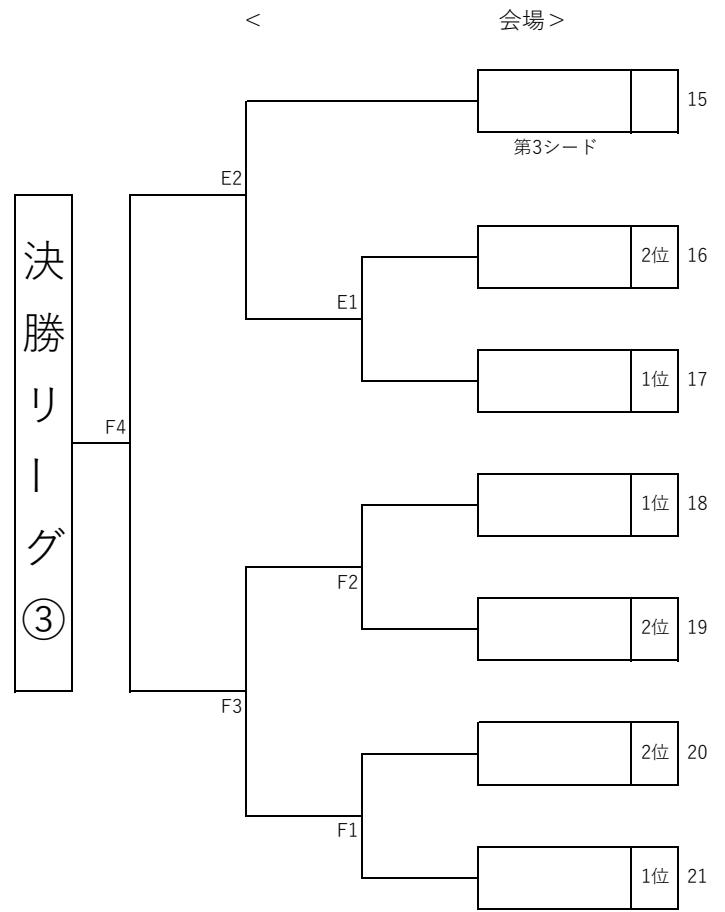 < 会場>
15
第3シード
E2
2位 16
E1
1位 17
決勝リーグ③
F4
1位 18
F2
2位 19
F3
2位 20
F1
1位 21